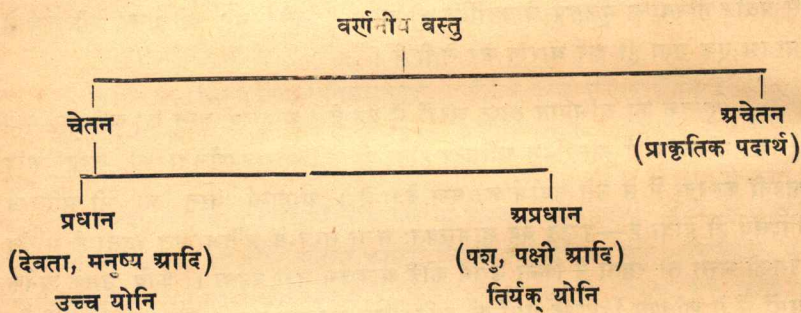 वर्णनीय वस्तु
चेतन
अचेतन
(प्राकृतिक पदार्थ)
प्रधान
(देवता, मनुष्य आदि)
उच्च योनि
अप्रधान
(पशु, पक्षी आदि)
तिर्यक् योनि